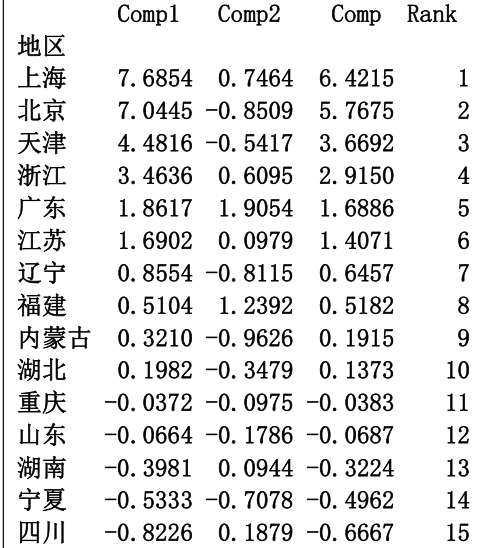 Comp1 Comp2 Comp Rank
地区
上海 7.6854 0.7464 6.4215 1
北京 7.0445 -0.8509 5.7675 2
天津 4.4816 -0.5417 3.6692 3
浙江 3.4636 0.6095 2.9150 4
广东 1.8617 1.9054 1.6886 5
江苏 1.6902 0.0979 1.4071 6
辽宁 0.8554 -0.8115 0.6457 7
福建 0.5104 1.2392 0.5182 8
内蒙古 0.3210 -0.9626 0.1915 9
湖北 0.1982 -0.3479 0.1373 10
重庆 -0.0372 -0.0975 -0.0383 11
山东 -0.0664 -0.1786 -0.0687 12
湖南 -0.3981 0.0944 -0.3224 13
宁夏 -0.5333 -0.7078 -0.4962 14
四川 -0.8226 0.1879 -0.6667 15